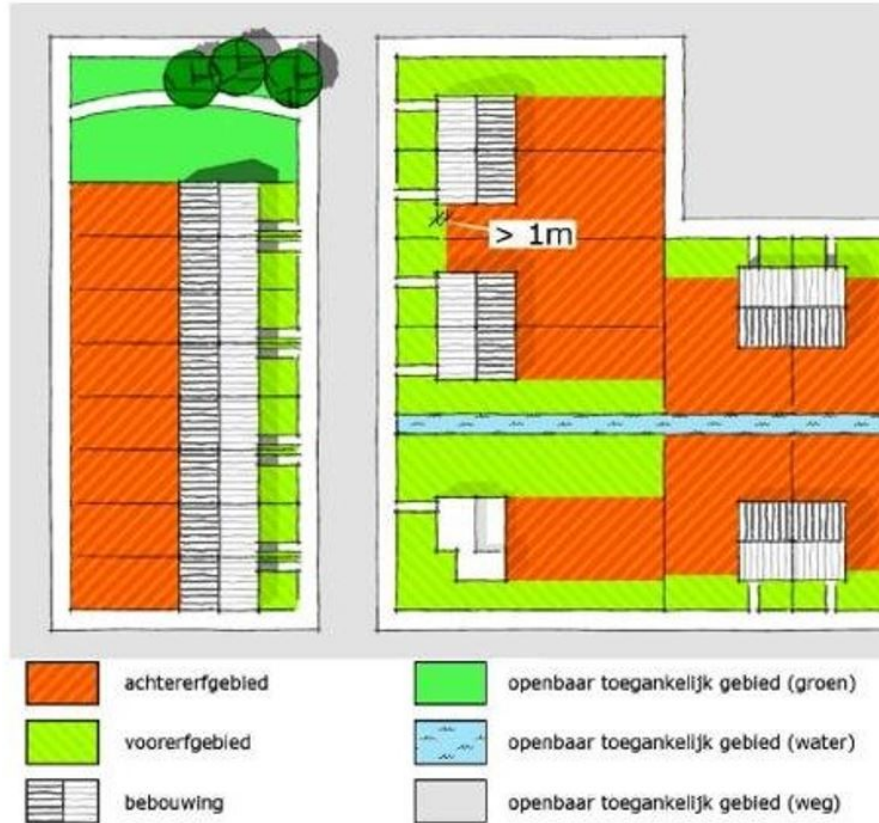 > 1m
achtererfgebied
voorerfgebied
bebouwing
openbaar toegankelijk gebied (groen)
openbaar toegankelijk gebied (water)
openbaar toegankelijk gebied (weg)